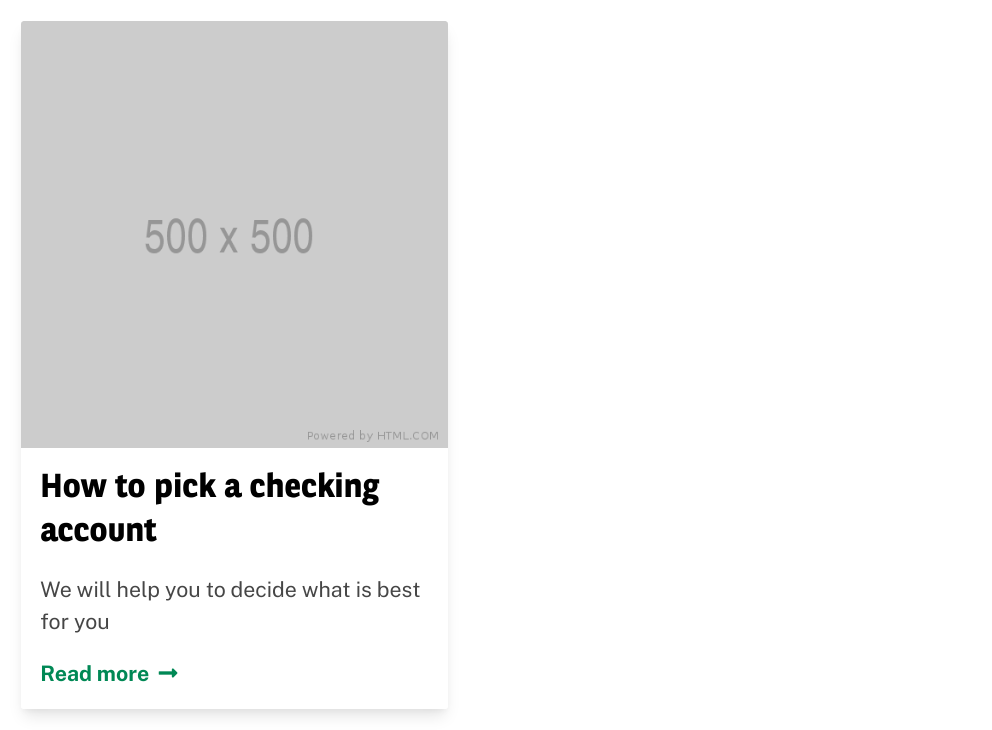 500 x 500
Powered by HTML.COM
How to pick a checking
account
We will help you to decide what is best
for you
Read more